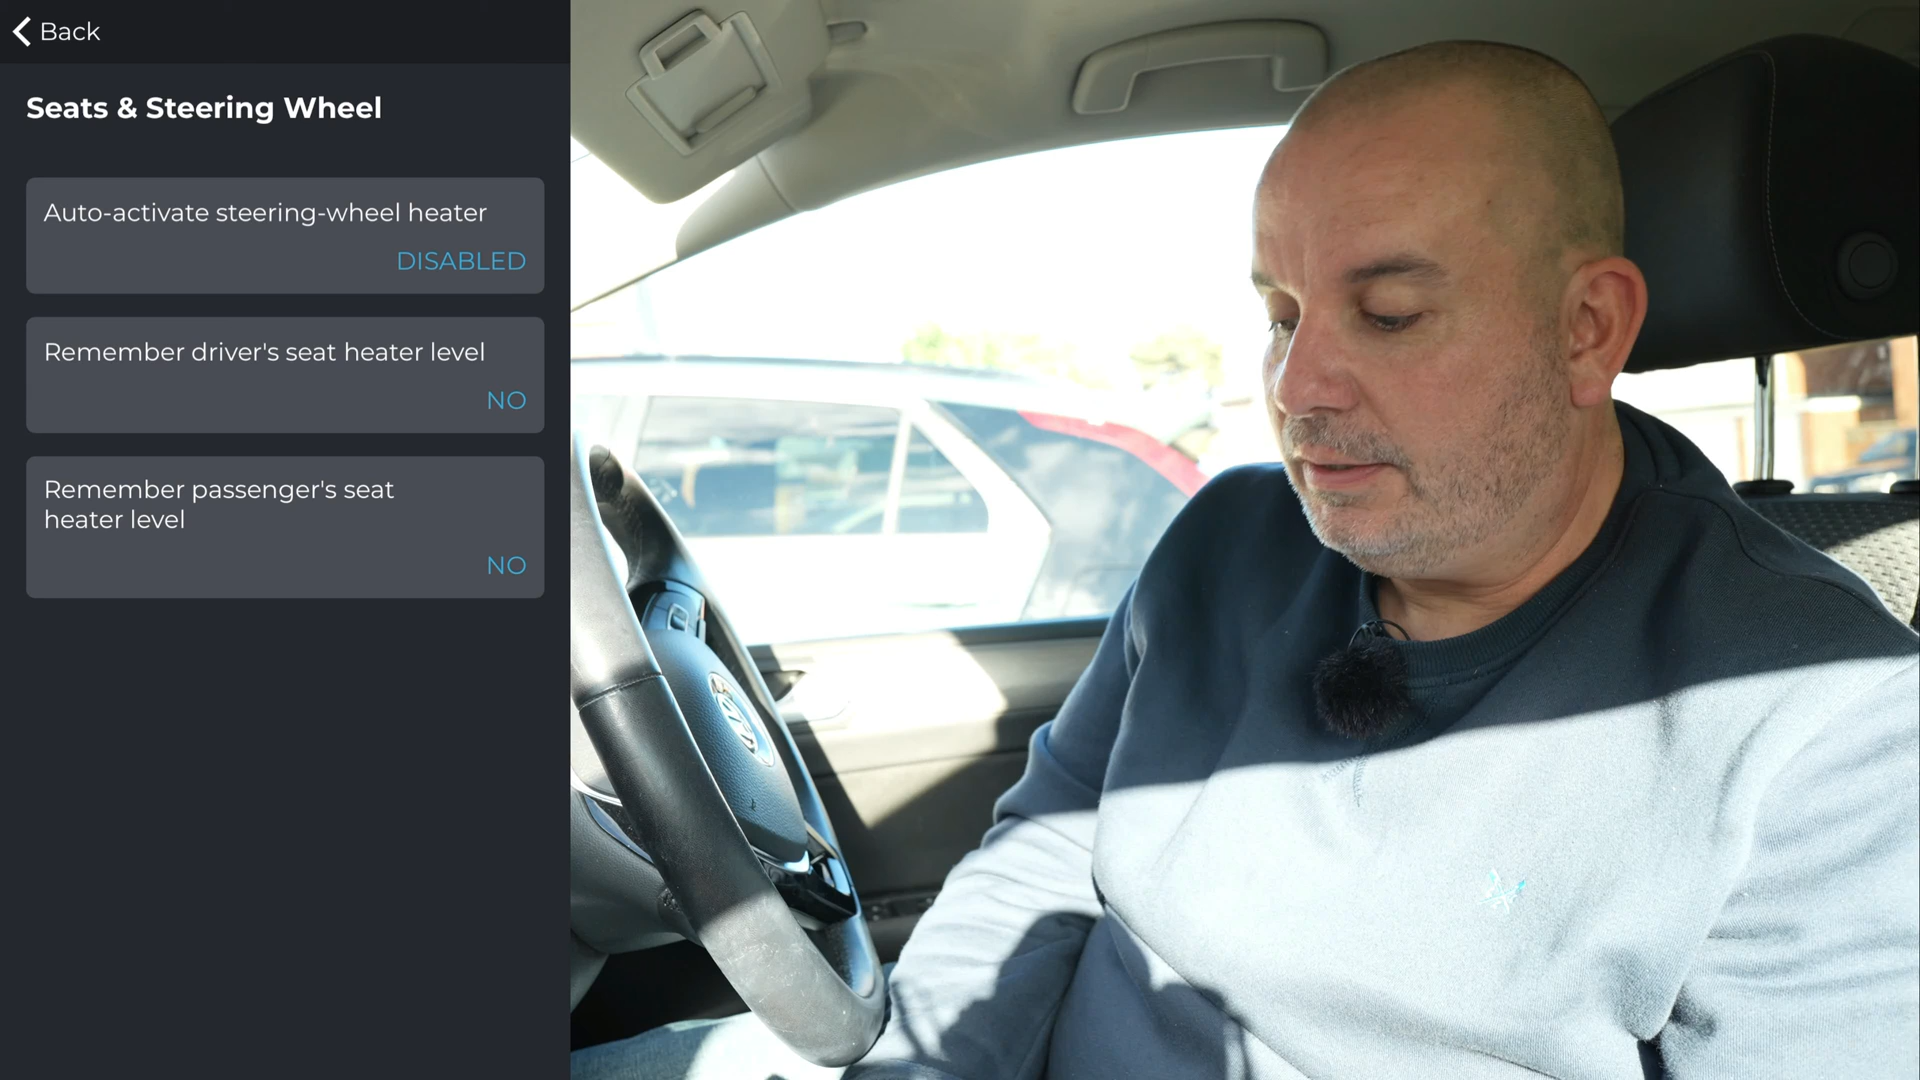 Back
Seats & Steering Wheel
Auto-activate steering-wheel heater
DISABLED
Remember driver's seat heater level
NO
Remember passenger's seat
heater level
NO